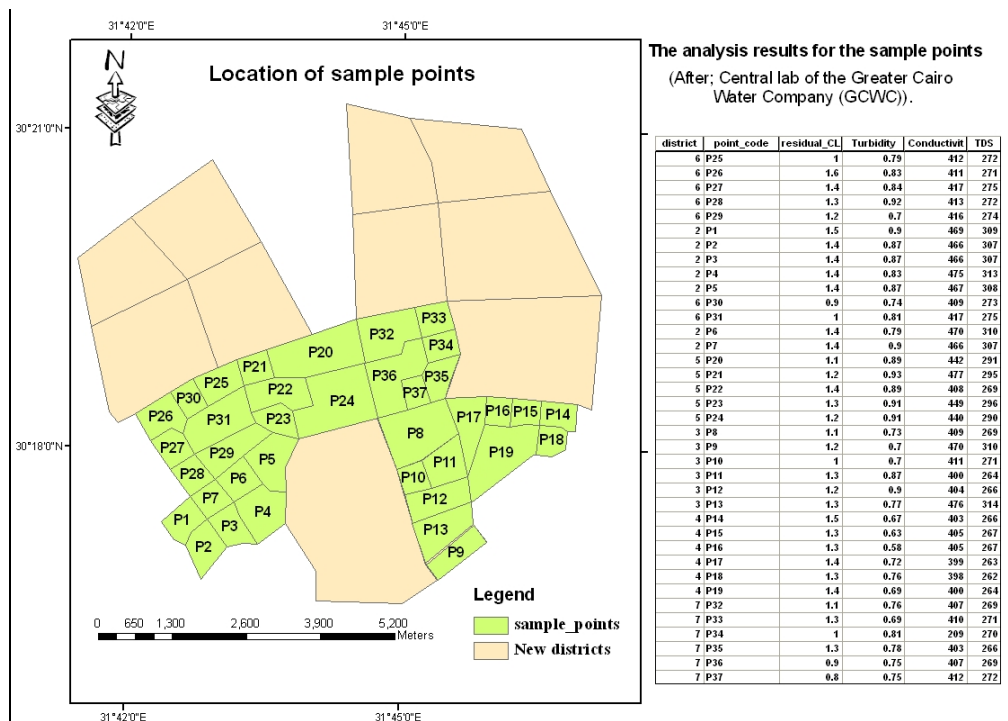 31°42'0"E 31°45'0"E
N
Location of sample points
30°21'0"N
30°18'0"N
P33
P32
P34
P20
P21
P36
P35
P25
P22
P37
P30
P24
P26
P31
P23
P17
P16
P15
P14
P8
P27
P18
P29
P5
P19
P11
P28
P6
P10
P7
P12
P1
P3
P4
P13
P2
P9
Legend
sample_points
New districts
0 650 1,300 2,600 3,900 5,200
Meters
31°42'0"E 31°45'0"E
The analysis results for the sample points
(After; Central lab of the Greater Cairo
Water Company (GCWC)).
district point_code residual_CL Turbidity Conductivit TDS
6 P25 1 0.79 412 272
6 P26 1.6 0.83 411 271
6 P27 1.4 0.84 417 275
6 P28 1.3 0.92 413 272
6 P29 1.2 0.7 416 274
2 P1 1.5 0.9 469 309
2 P2 1.4 0.87 466 307
2 P3 1.4 0.87 466 307
2 P4 1.4 0.83 475 313
2 P5 1.4 0.87 467 308
6 P30 0.9 0.74 409 273
6 P31 1 0.81 417 275
2 P6 1.4 0.79 470 310
2 P7 1.4 0.9 466 307
5 P20 1.1 0.89 442 291
5 P21 1.2 0.93 477 295
5 P22 1.4 0.89 408 269
5 P23 1.3 0.91 449 296
5 P24 1.2 0.91 440 290
3 P8 1.1 0.73 409 269
3 P9 1.2 0.7 470 310
3 P10 1 0.7 411 271
3 P11 1.3 0.87 400 264
3 P12 1.2 0.9 404 266
3 P13 1.3 0.77 476 314
4 P14 1.5 0.67 403 266
4 P15 1.3 0.63 405 267
4 P16 1.3 0.58 405 267
4 P17 1.4 0.72 399 263
4 P18 1.3 0.76 398 262
4 P19 1.4 0.69 400 264
7 P32 1.1 0.76 407 269
7 P33 1.3 0.69 410 271
7 P34 1 0.81 209 270
7 P35 1.3 0.78 403 266
7 P36 0.9 0.75 407 269
7 P37 0.8 0.75 412 272